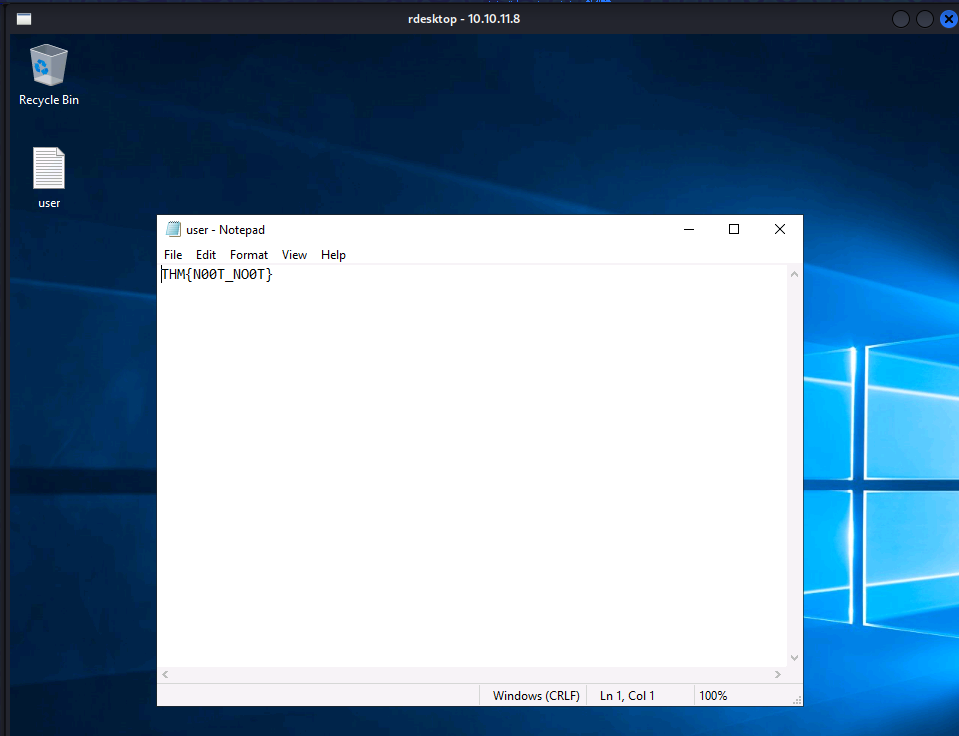 rdesktop - 10.10.11.8
Recycle Bin
user
user - Notepad
File Edit Format View Help
THM{N00T_NO0T}
Windows (CRLF) Ln 1, Col 1 100%